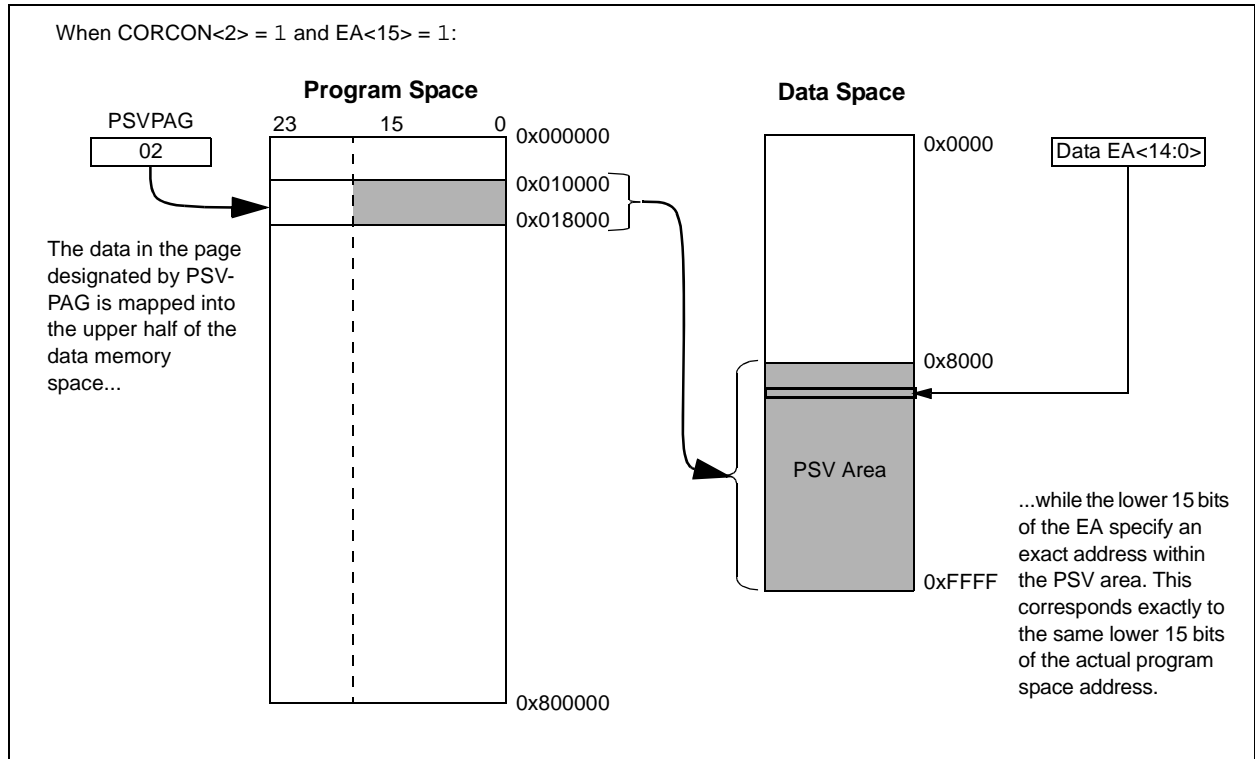 When CORCON<2> = 1 and EA<15> = 1:
Program Space
Data Space
PSVPAG
02
23 15 0
0x000000
0x010000
0x018000
0x800000
The data in the page
designated by PSV-
PAG is mapped into
the upper half of the
data memory
space...
0x0000
0x8000
0xFFFF
PSV Area
Data EA<14:0>
...while the lower 15 bits
of the EA specify an
exact address within
the PSV area. This
corresponds exactly to
the same lower 15 bits
of the actual program
space address.